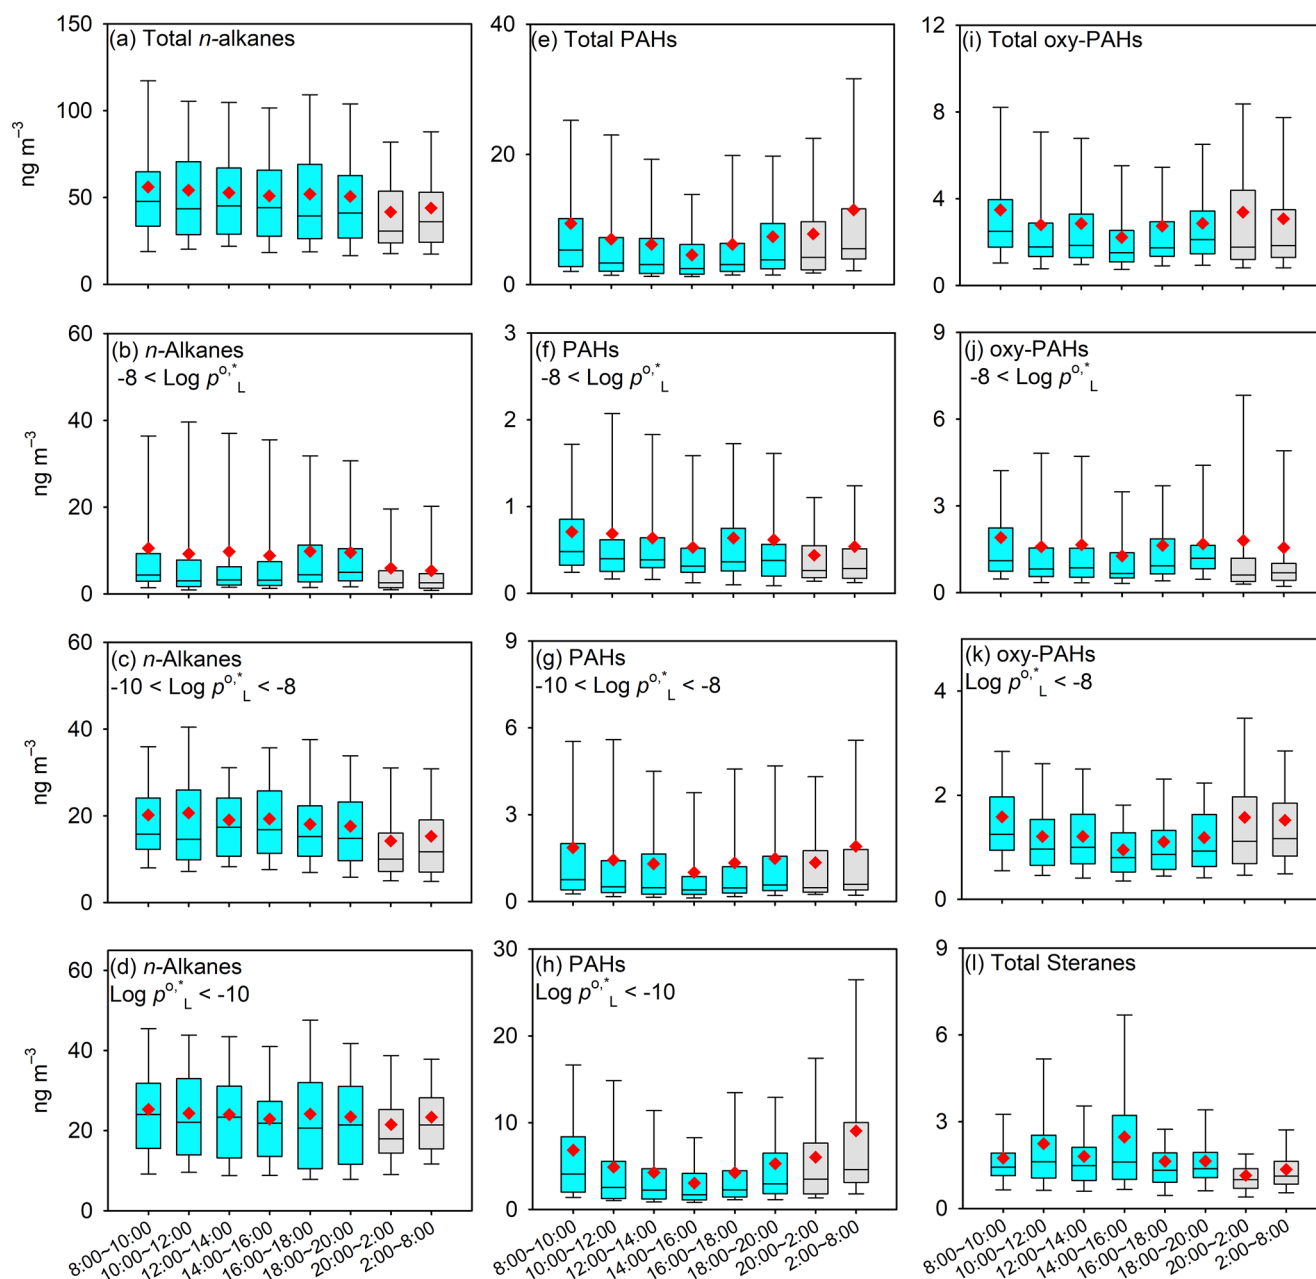 (a) Total n-alkanes
150
100
50
0
ng m⁻³
(e) Total PAHs
40
20
0
(i) Total oxy-PAHs
12
8
4
0
(b) n-Alkanes
-8 < Log p°,*L
60
40
20
0
ng m⁻³
(f) PAHs
-8 < Log p°,*L
3
2
1
0
(j) oxy-PAHs
-8 < Log p°,*L
9
6
3
0
(c) n-Alkanes
-10 < Log p°,*L < -8
60
40
20
0
ng m⁻³
(g) PAHs
-10 < Log p°,*L < -8
9
6
3
0
(k) oxy-PAHs
Log p°,*L < -8
4
2
0
(d) n-Alkanes
Log p°,*L < -10
60
40
20
0
ng m⁻³
(h) PAHs
Log p°,*L < -10
30
20
10
0
(l) Total Steranes
9
6
3
0
8:00~10:00
10:00~12:00
12:00~14:00
14:00~16:00
16:00~18:00
18:00~20:00
20:00~2:00
2:00~8:00
8:00~10:00
10:00~12:00
12:00~14:00
14:00~16:00
16:00~18:00
18:00~20:00
20:00~2:00
2:00~8:00
8:00~10:00
10:00~12:00
12:00~14:00
14:00~16:00
16:00~18:00
18:00~20:00
20:00~2:00
2:00~8:00